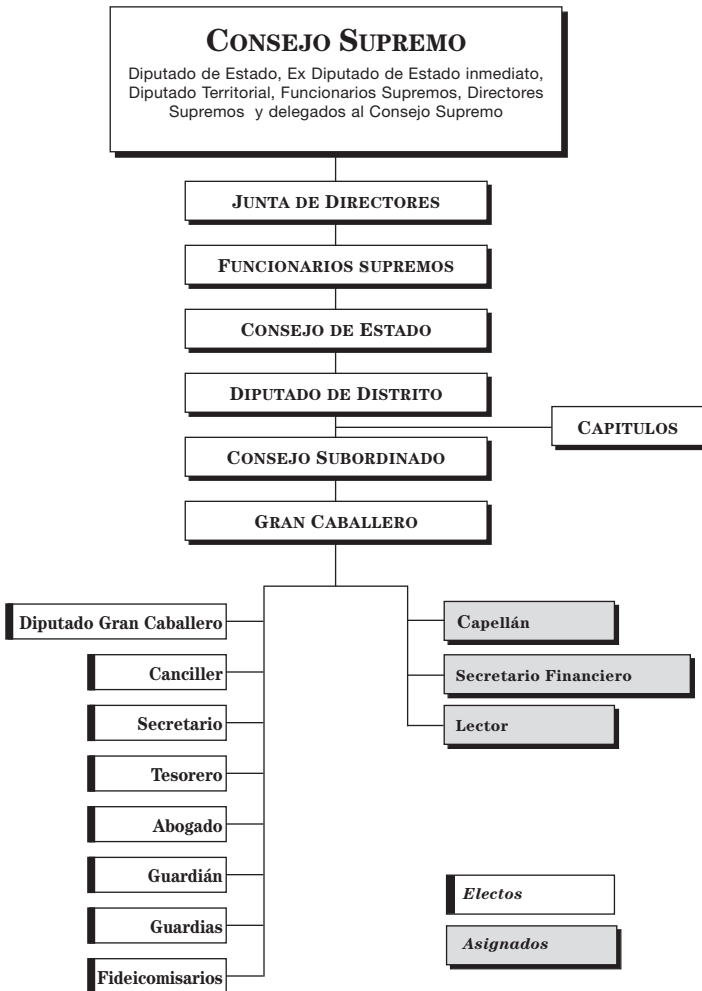 CONSEJO SUPREMO
Diputado de Estado, Ex Diputado de Estado inmediato,
Diputado Territorial, Funcionarios Supremos, Directores
Supremos y delegados al Consejo Supremo
JUNTA DE DIRECTORES
FUNCIONARIOS SUPREMOS
CONSEJO DE ESTADO
DIPUTADO DE DISTRITO
CAPITULOS
CONSEJO SUBORDINADO
GRAN CABALLERO
Diputado Gran Caballero
Canciller
Secretario
Tesorero
Abogado
Guardián
Guardias
Fideicomisarios
Capellán
Secretario Financiero
Lector
Electos
Asignados